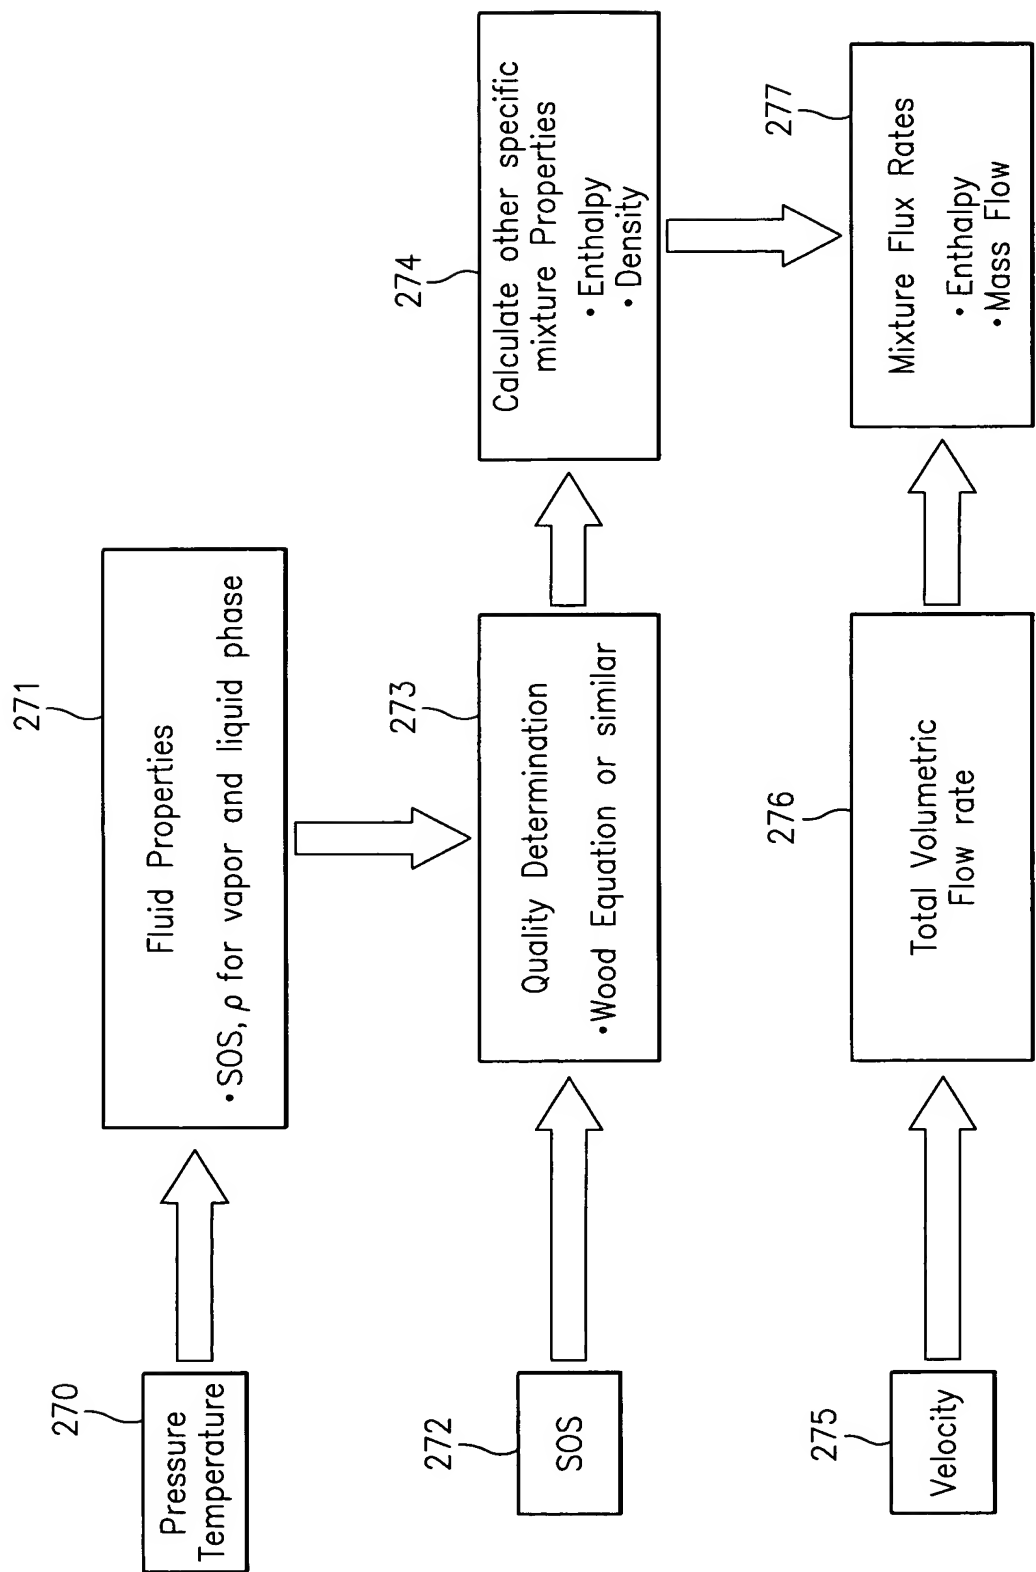 270
Pressure
Temperature
271
Fluid Properties
• SOS, ρ for vapor and liquid phase
272
SOS
273
Quality Determination
• Wood Equation or similar
274
Calculate other specific
mixture Properties
• Enthalpy
• Density
275
Velocity
276
Total Volumetric
Flow rate
277
Mixture Flux Rates
• Enthalpy
• Mass Flow